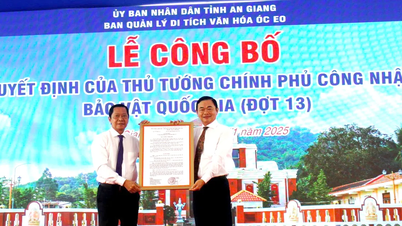 ỦY BAN NHÂN DÂN TỈNH AN GIANG
BAN QUẢN LÝ DI TÍCH VĂN HÓA ÓC EO
LỄ CÔNG BỐ
UYẾT ĐỊNH CỦA THỦ TƯỚNG CHÍNH PHỦ CÔNG NHẬ
BẢO VẬT QUỐC GIA (ĐỢT 13)
2025